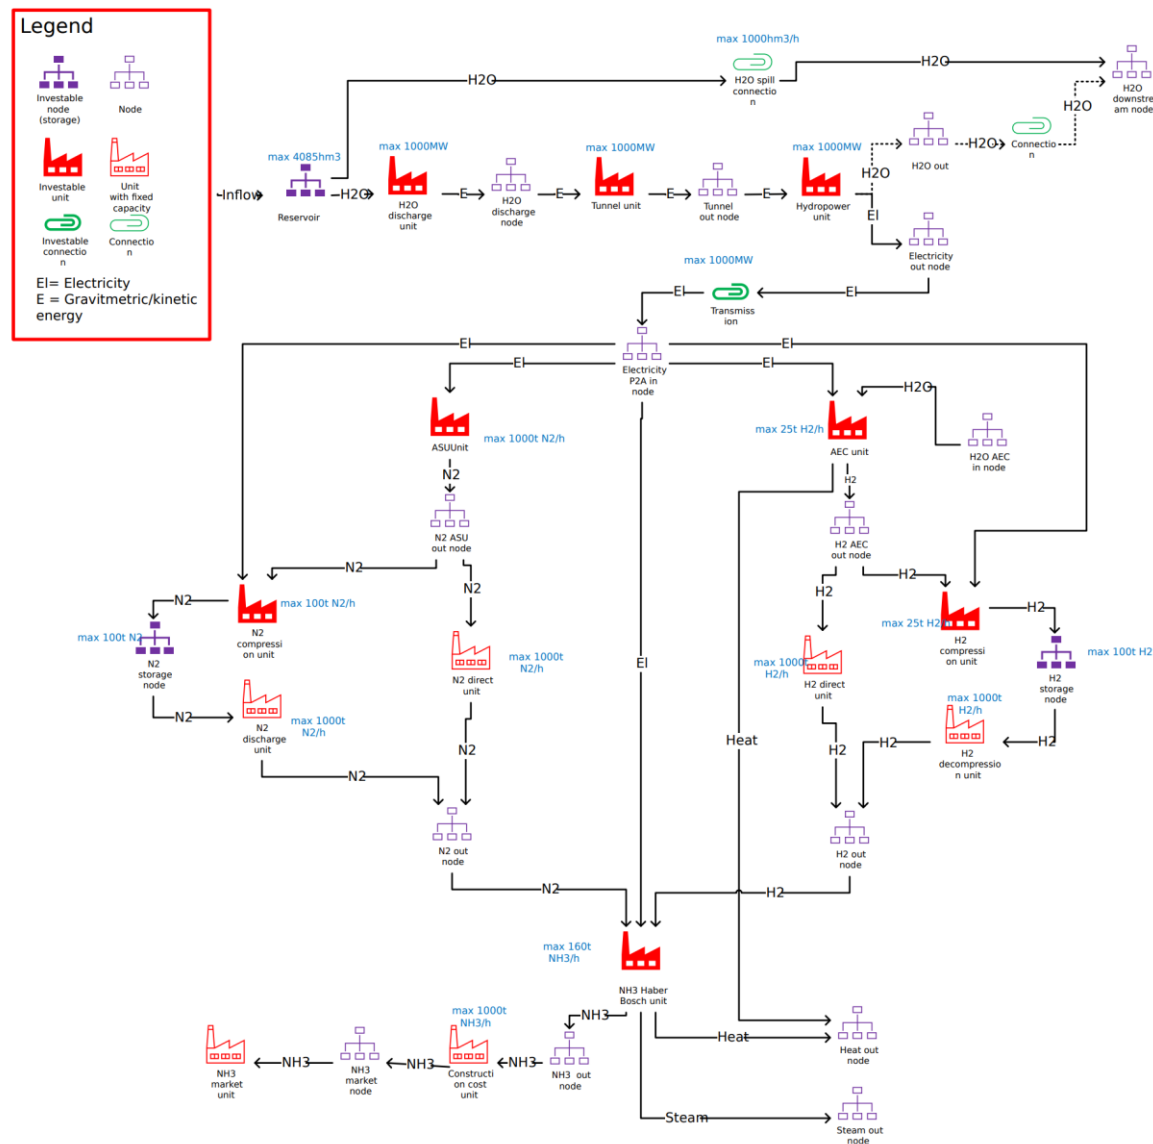 Legend
Investable
node
(storage)
Node
Investable
unit
Unit
with fixed
capacity
Investable
connectio
n
Connectio
n
El= Electricity
E = Gravitmetric/kinetic
energy
max 1000hm3/h
H2O
H2O spill
connectio
n
H2O
H2O
downstre
am node
H2O
Connectio
n
H2O
H2O out
H2O
max 4085hm3
Inflow
Reservoir
H2O
max 1000MW
H2O
discharge
unit
E
H2O
discharge
node
E
max 1000MW
Tunnel unit
E
Tunnel
out node
E
max 1000MW
Hydropower
unit
El
Electricity
out node
max 1000MW
El
Transmiss
ion
El
Electricity
P2A in
node
El
El
El
El
max 1000t N2/h
ASUUnit
N2
N2 ASU
out node
max 25t H2/h
AEC unit
H2O
H2O AEC
in node
H2
H2 AEC
out node
N2
N2
N2
max 100t N2/h
N2
compressi
on unit
max 100t N2
N2
storage
node
N2
N2
discharge
unit
max 1000t
N2/h
N2
max 1000t
N2/h
N2 direct
unit
N2
N2 out
node
N2
El
Heat
H2
H2
max 25t H2/h
H2
compressi
on unit
H2
max 100t H2
H2
storage
node
max 1000t
H2/h
H2 direct
unit
H2
max 1000t
H2/h
H2
decompressio
n unit
H2
H2
H2 out
node
H2
max 160t
NH3/h
NH3 Haber
Bosch unit
NH3
Heat
Heat out
node
Steam
Steam out
node
max 1000t
NH3/h
NH3 out
node
NH3
Constructi
on cost
unit
NH3
NH3
market
node
NH3
NH3
market
unit